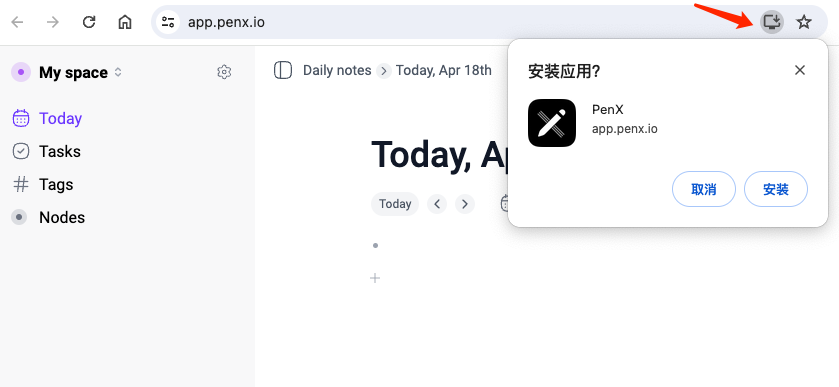 app.penx.io
My space
Today
Tasks
Tags
Nodes
Daily notes > Today, Apr 18th
Today, Ap
Today
安装应用?
PenX
app.penx.io
取消
安装